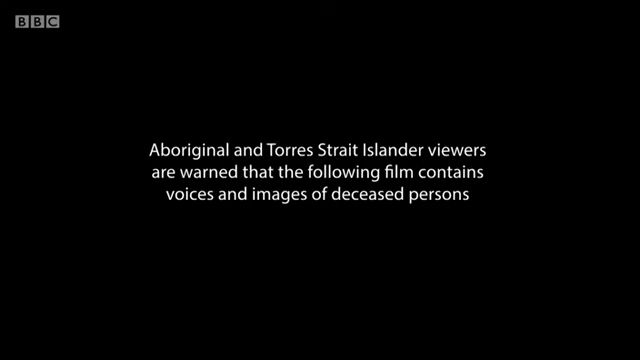 BBC
Aboriginal and Torres Strait Islander viewers
are warned that the following film contains
voices and images of deceased persons